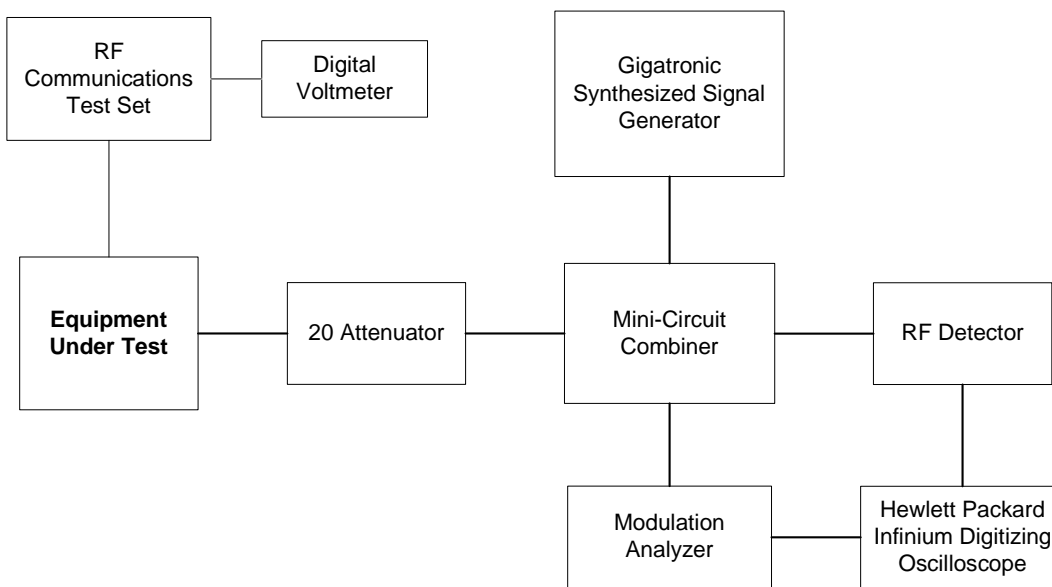 RF
Communications
Test Set
Digital
Voltmeter
Gigatronic
Synthesized Signal
Generator
Equipment
Under Test
20 Attenuator
Mini-Circuit
Combiner
RF Detector
Modulation
Analyzer
Hewlett Packard
Infinium Digitizing
Oscilloscope